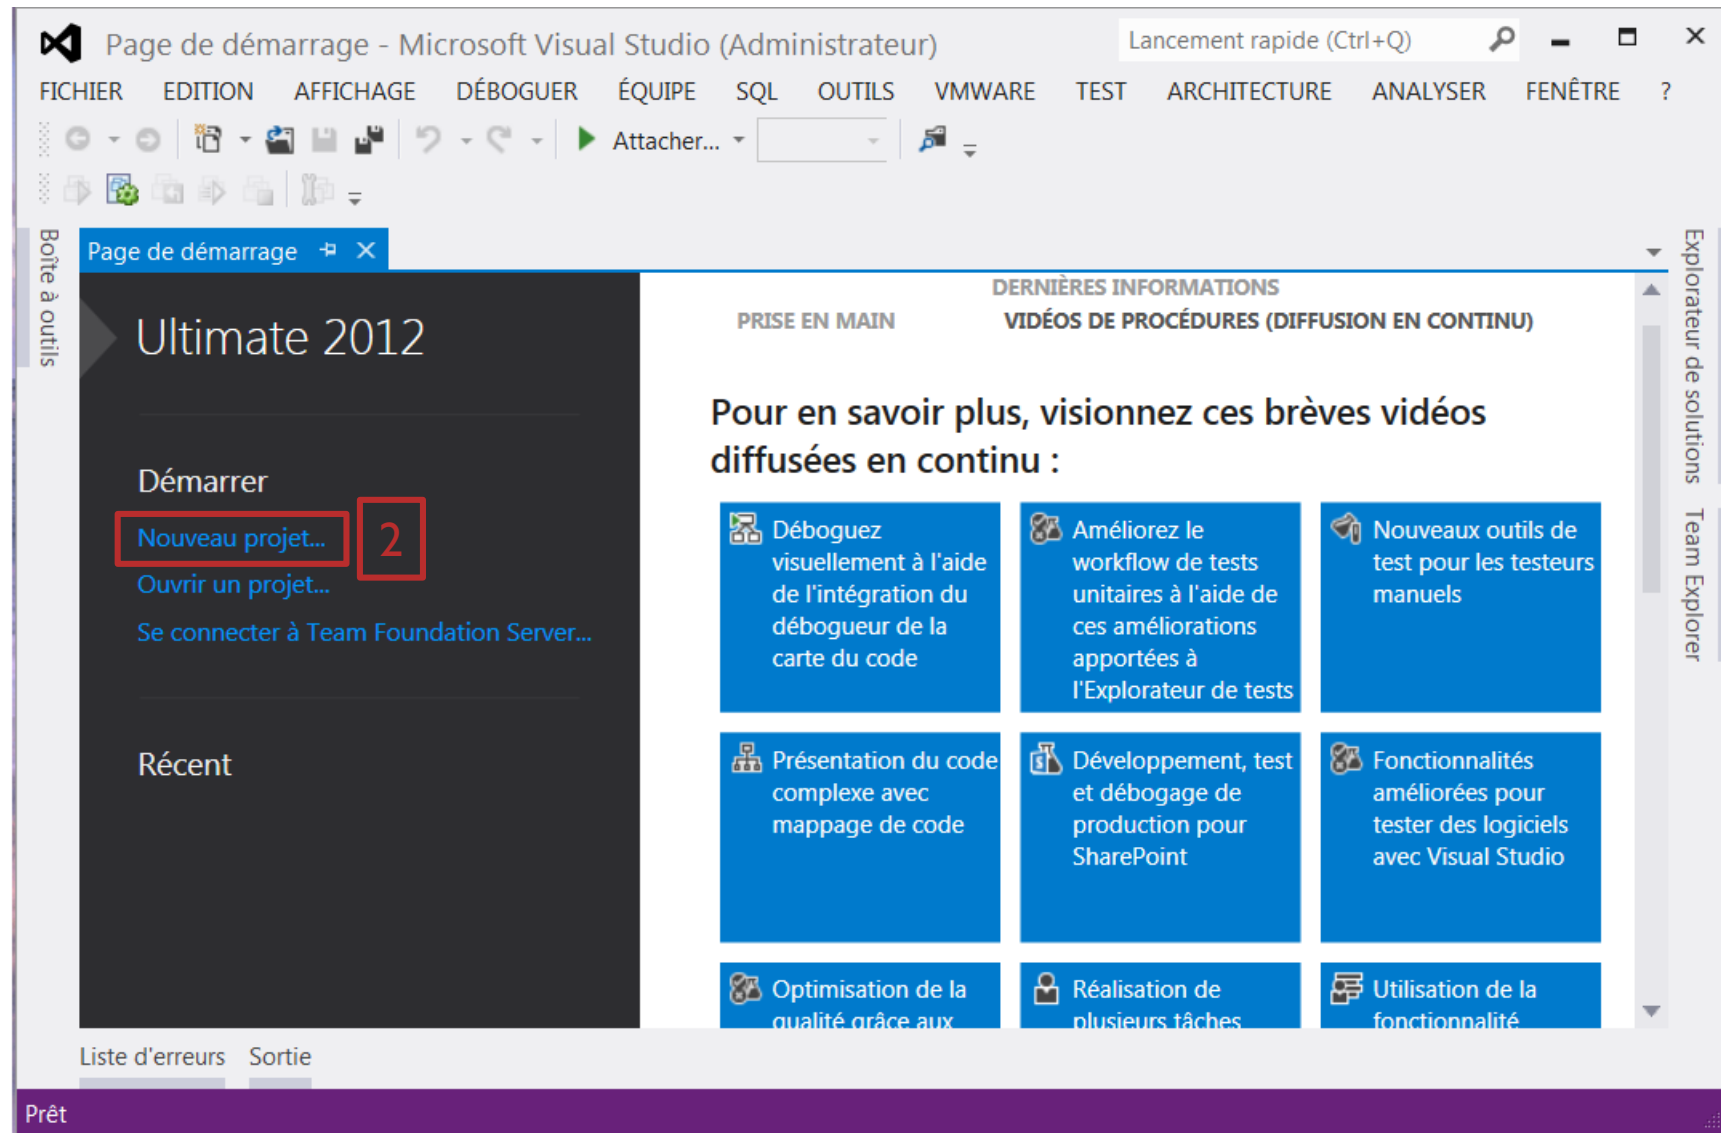 Page de démarrage - Microsoft Visual Studio (Administrateur)
Lancement rapide (Ctrl+Q)
FICHIER EDITION AFFICHAGE DÉBOGUER ÉQUIPE SQL OUTILS VMWARE TEST ARCHITECTURE ANALYSER FENÊTRE ?
Attacher...
Boîte à outils
Page de démarrage
Ultimate 2012
Démarrer
Nouveau projet...
2
Ouvrir un projet...
Se connecter à Team Foundation Server...
Récent
DERNIÈRES INFORMATIONS
PRISE EN MAIN VIDÉOS DE PROCÉDURES (DIFFUSION EN CONTINU)
Pour en savoir plus, visionnez ces brèves vidéos
diffusées en continu :
Déboguez
visuellement à l'aide
de l'intégration du
débogueur de la
carte du code
Améliorez le
workflow de tests
unitaires à l'aide de
ces améliorations
apportées à
l'Explorateur de tests
Nouveaux outils de
test pour les testeurs
manuels
Présentation du code
complexe avec
mappage de code
Développement, test
et débogage de
production pour
SharePoint
Fonctionnalités
améliorées pour
tester des logiciels
avec Visual Studio
Optimisation de la
qualité grâce aux
Réalisation de
plusieurs tâches
Utilisation de la
fonctionnalité
Explorateur de solutions
Team Explorer
Liste d'erreurs Sortie
Prêt